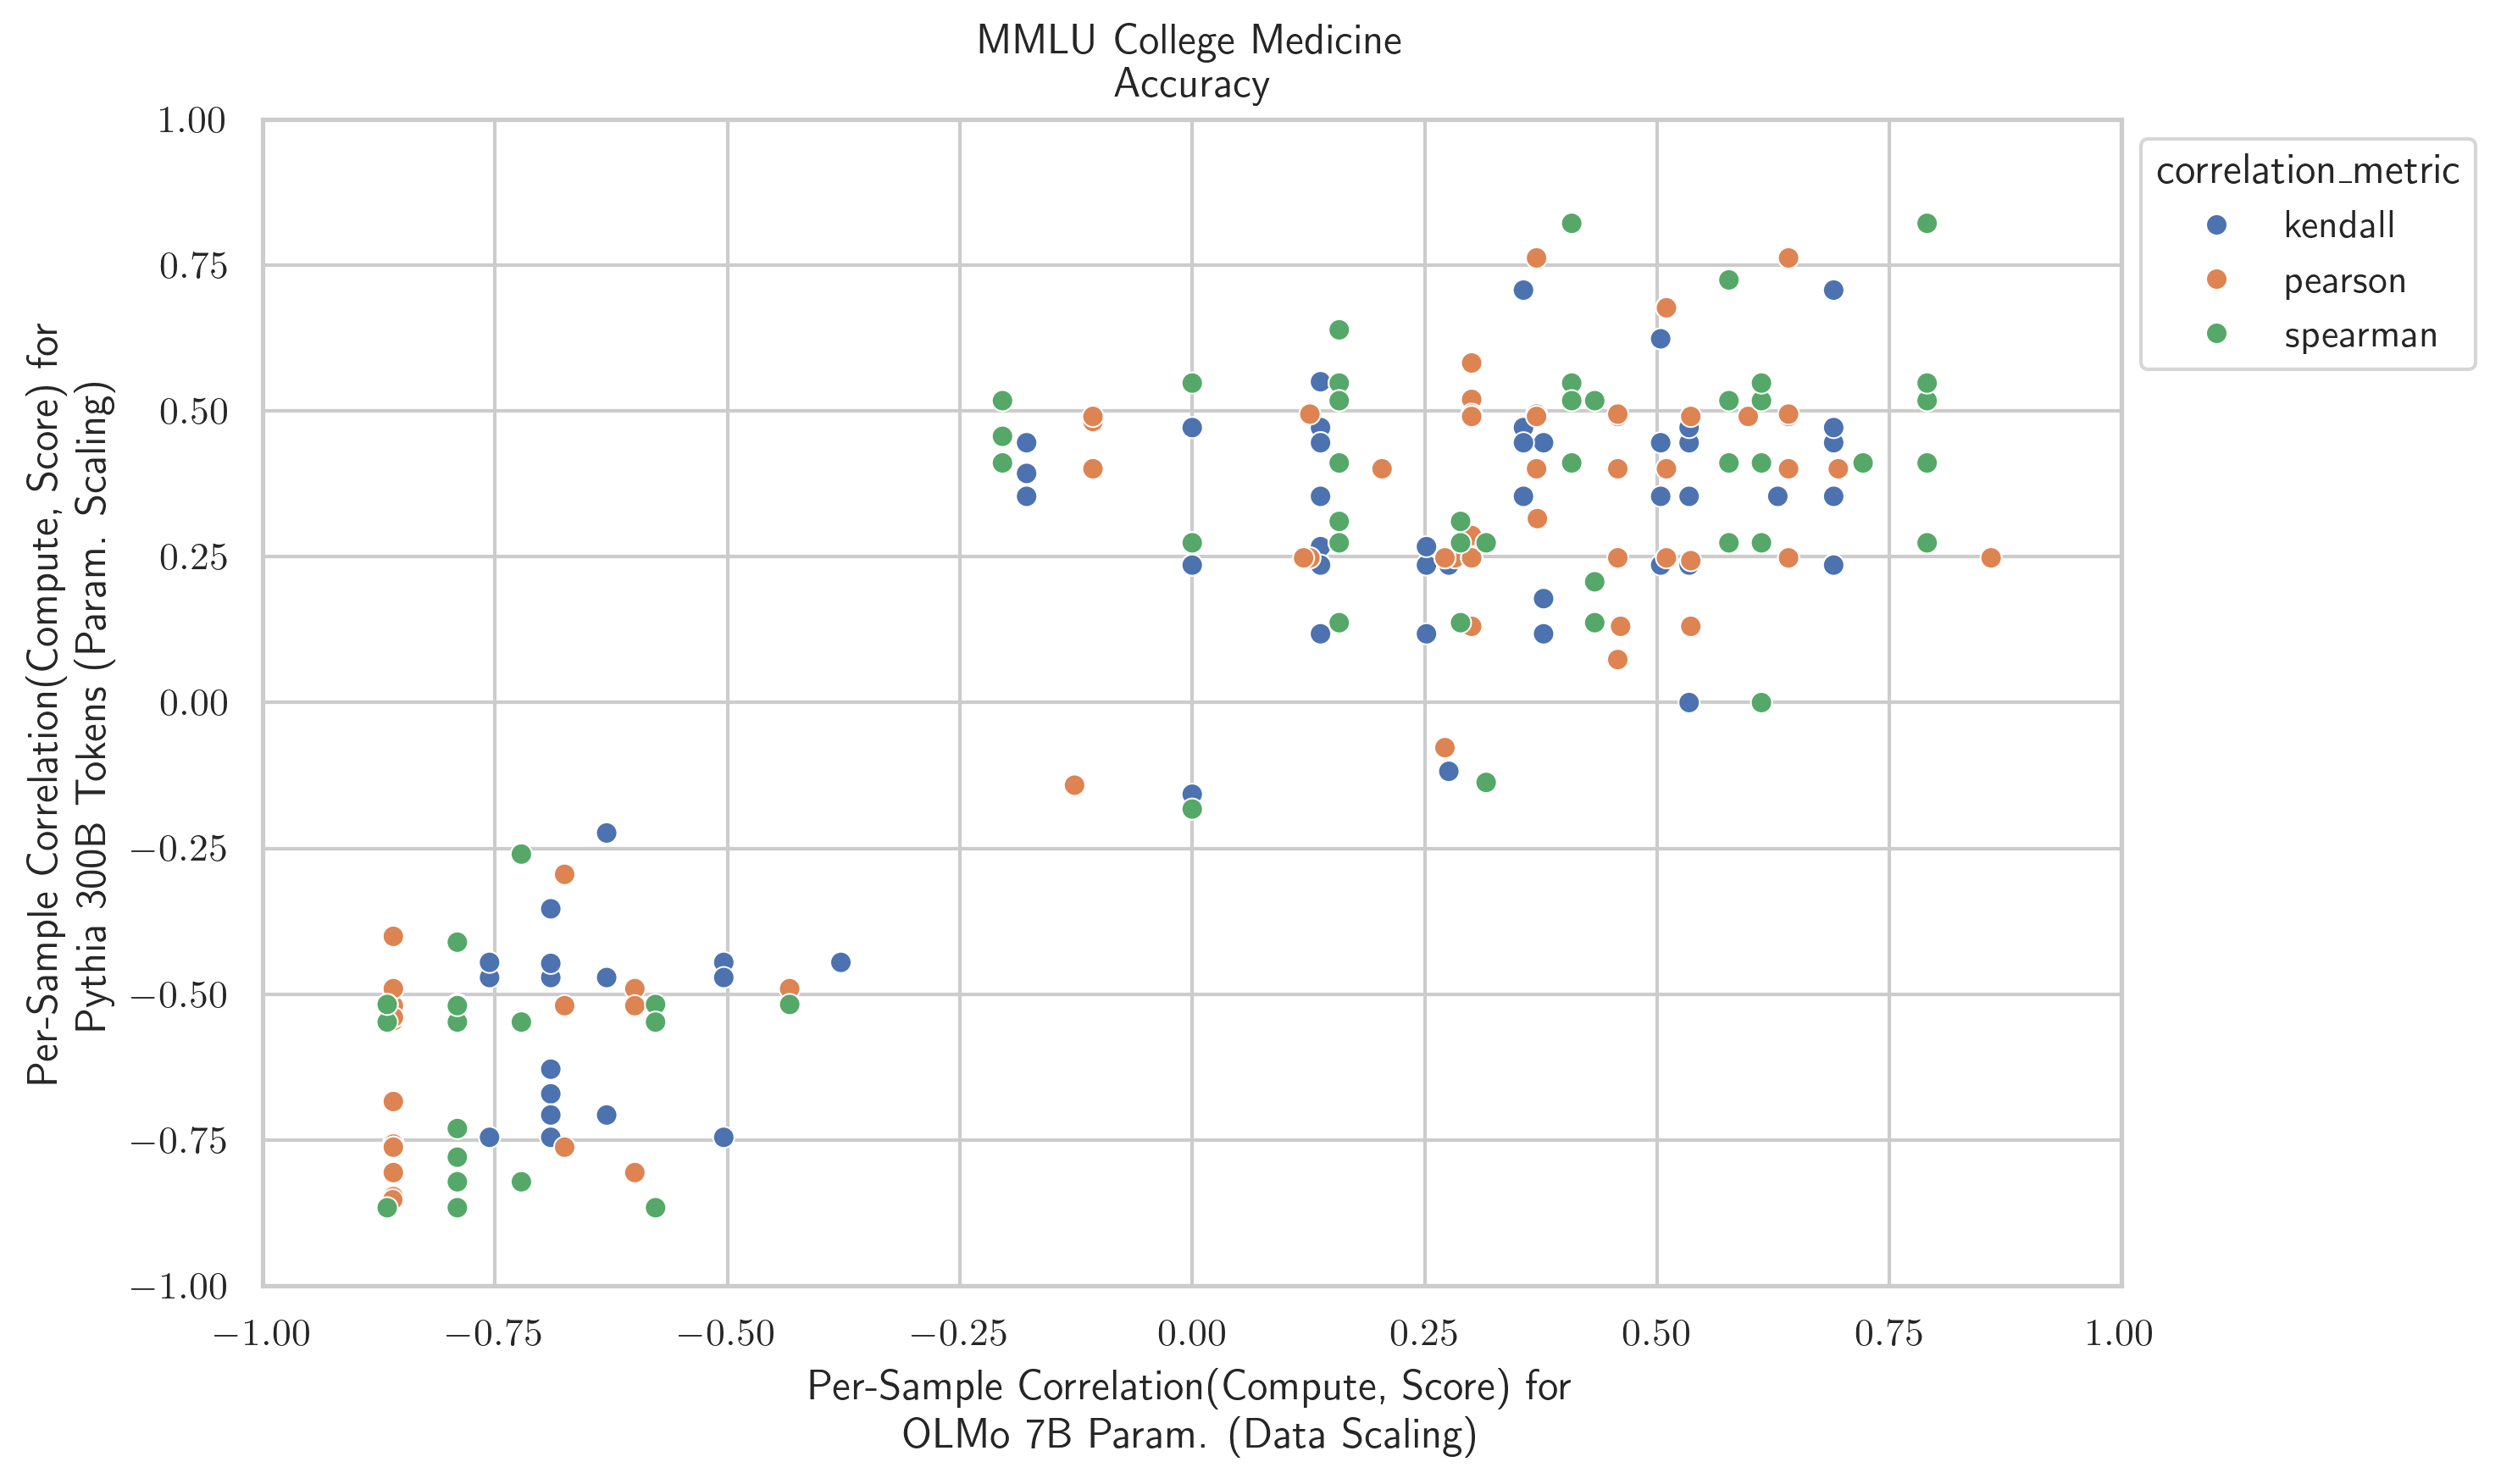 MMLU College Medicine
Accuracy
1.00
0.75
0.50
0.25
0.00
−0.25
−0.50
−0.75
−1.00
Per-Sample Correlation(Compute, Score) for
Pythia 300B Tokens (Param. Scaling)
−1.00 −0.75 −0.50 −0.25 0.00 0.25 0.50 0.75 1.00
Per-Sample Correlation(Compute, Score) for
OLMo 7B Param. (Data Scaling)
correlation_metric
kendall
pearson
spearman